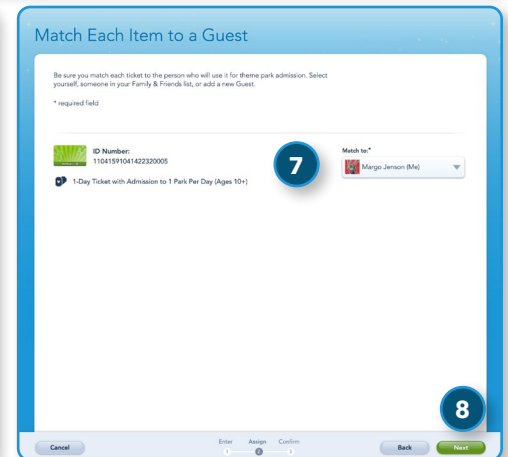 Match Each Item to a Guest
Be sure you match each ticket to the person who will use it for theme park admission. Select
yourself, someone in your Family & Friends list, or add a new Guest.
* required field
ID Number:
11041591041422320005
1-Day Ticket with Admission to 1 Park Per Day (Ages 10+)
7
Match to:*
Margo Jenson (Me)
8
Cancel
Enter Assign Confirm
1 2 3
Back
Next